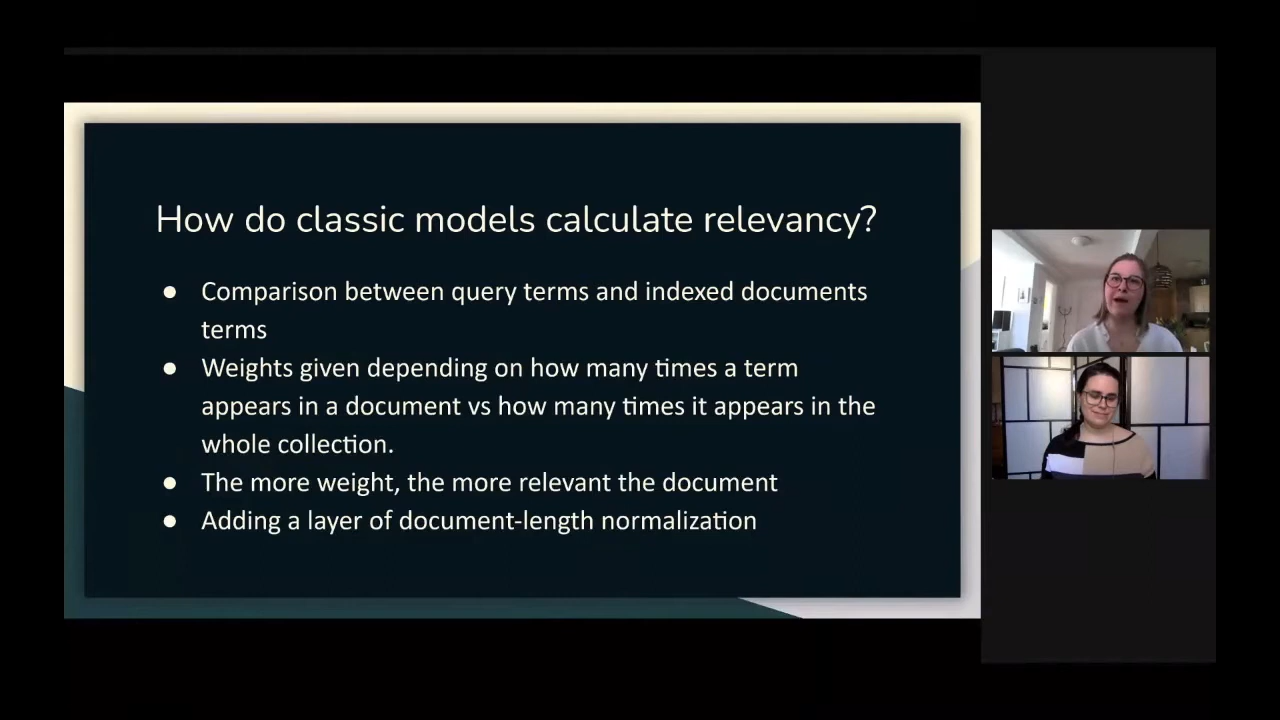 How do classic models calculate relevancy?
● Comparison between query terms and indexed documents
terms
● Weights given depending on how many times a term
appears in a document vs how many times it appears in the
whole collection.
● The more weight, the more relevant the document
● Adding a layer of document-length normalization